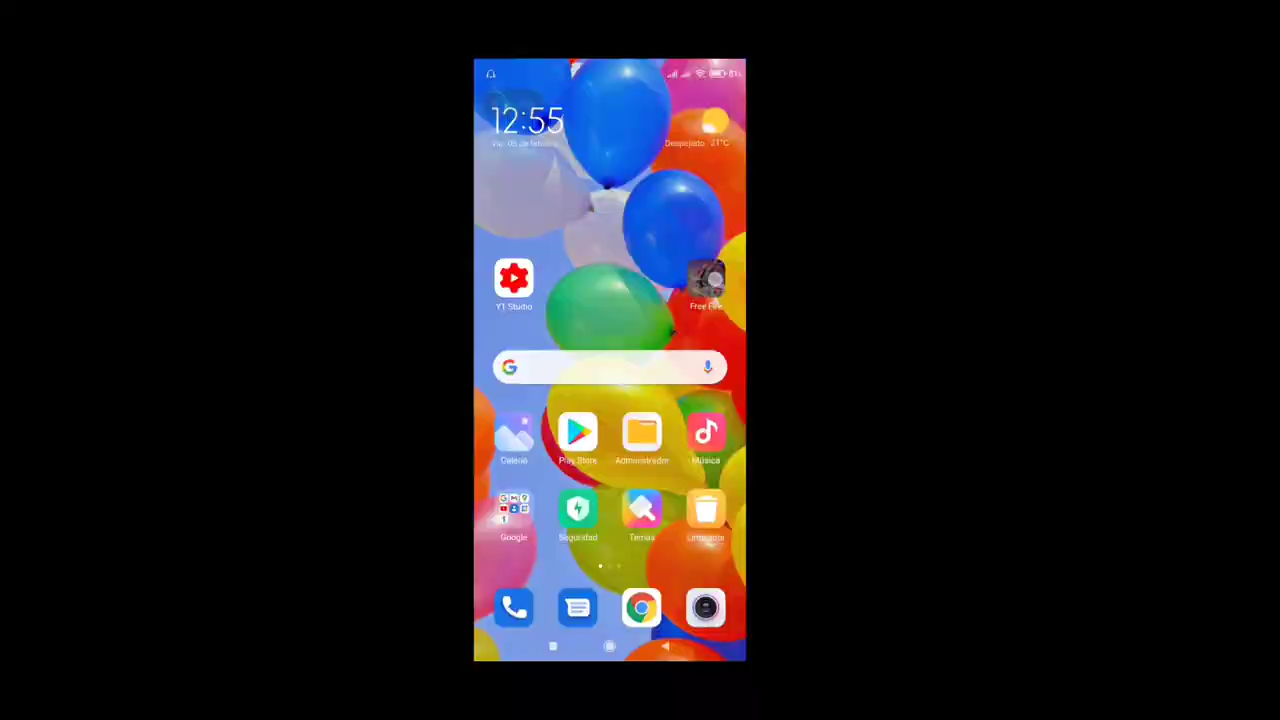 12:55
Despejado 21°C
YT Studio
Free Fire
Galería
Play Store
Administrador
Música
Google
Seguridad
Temas
Limpiador